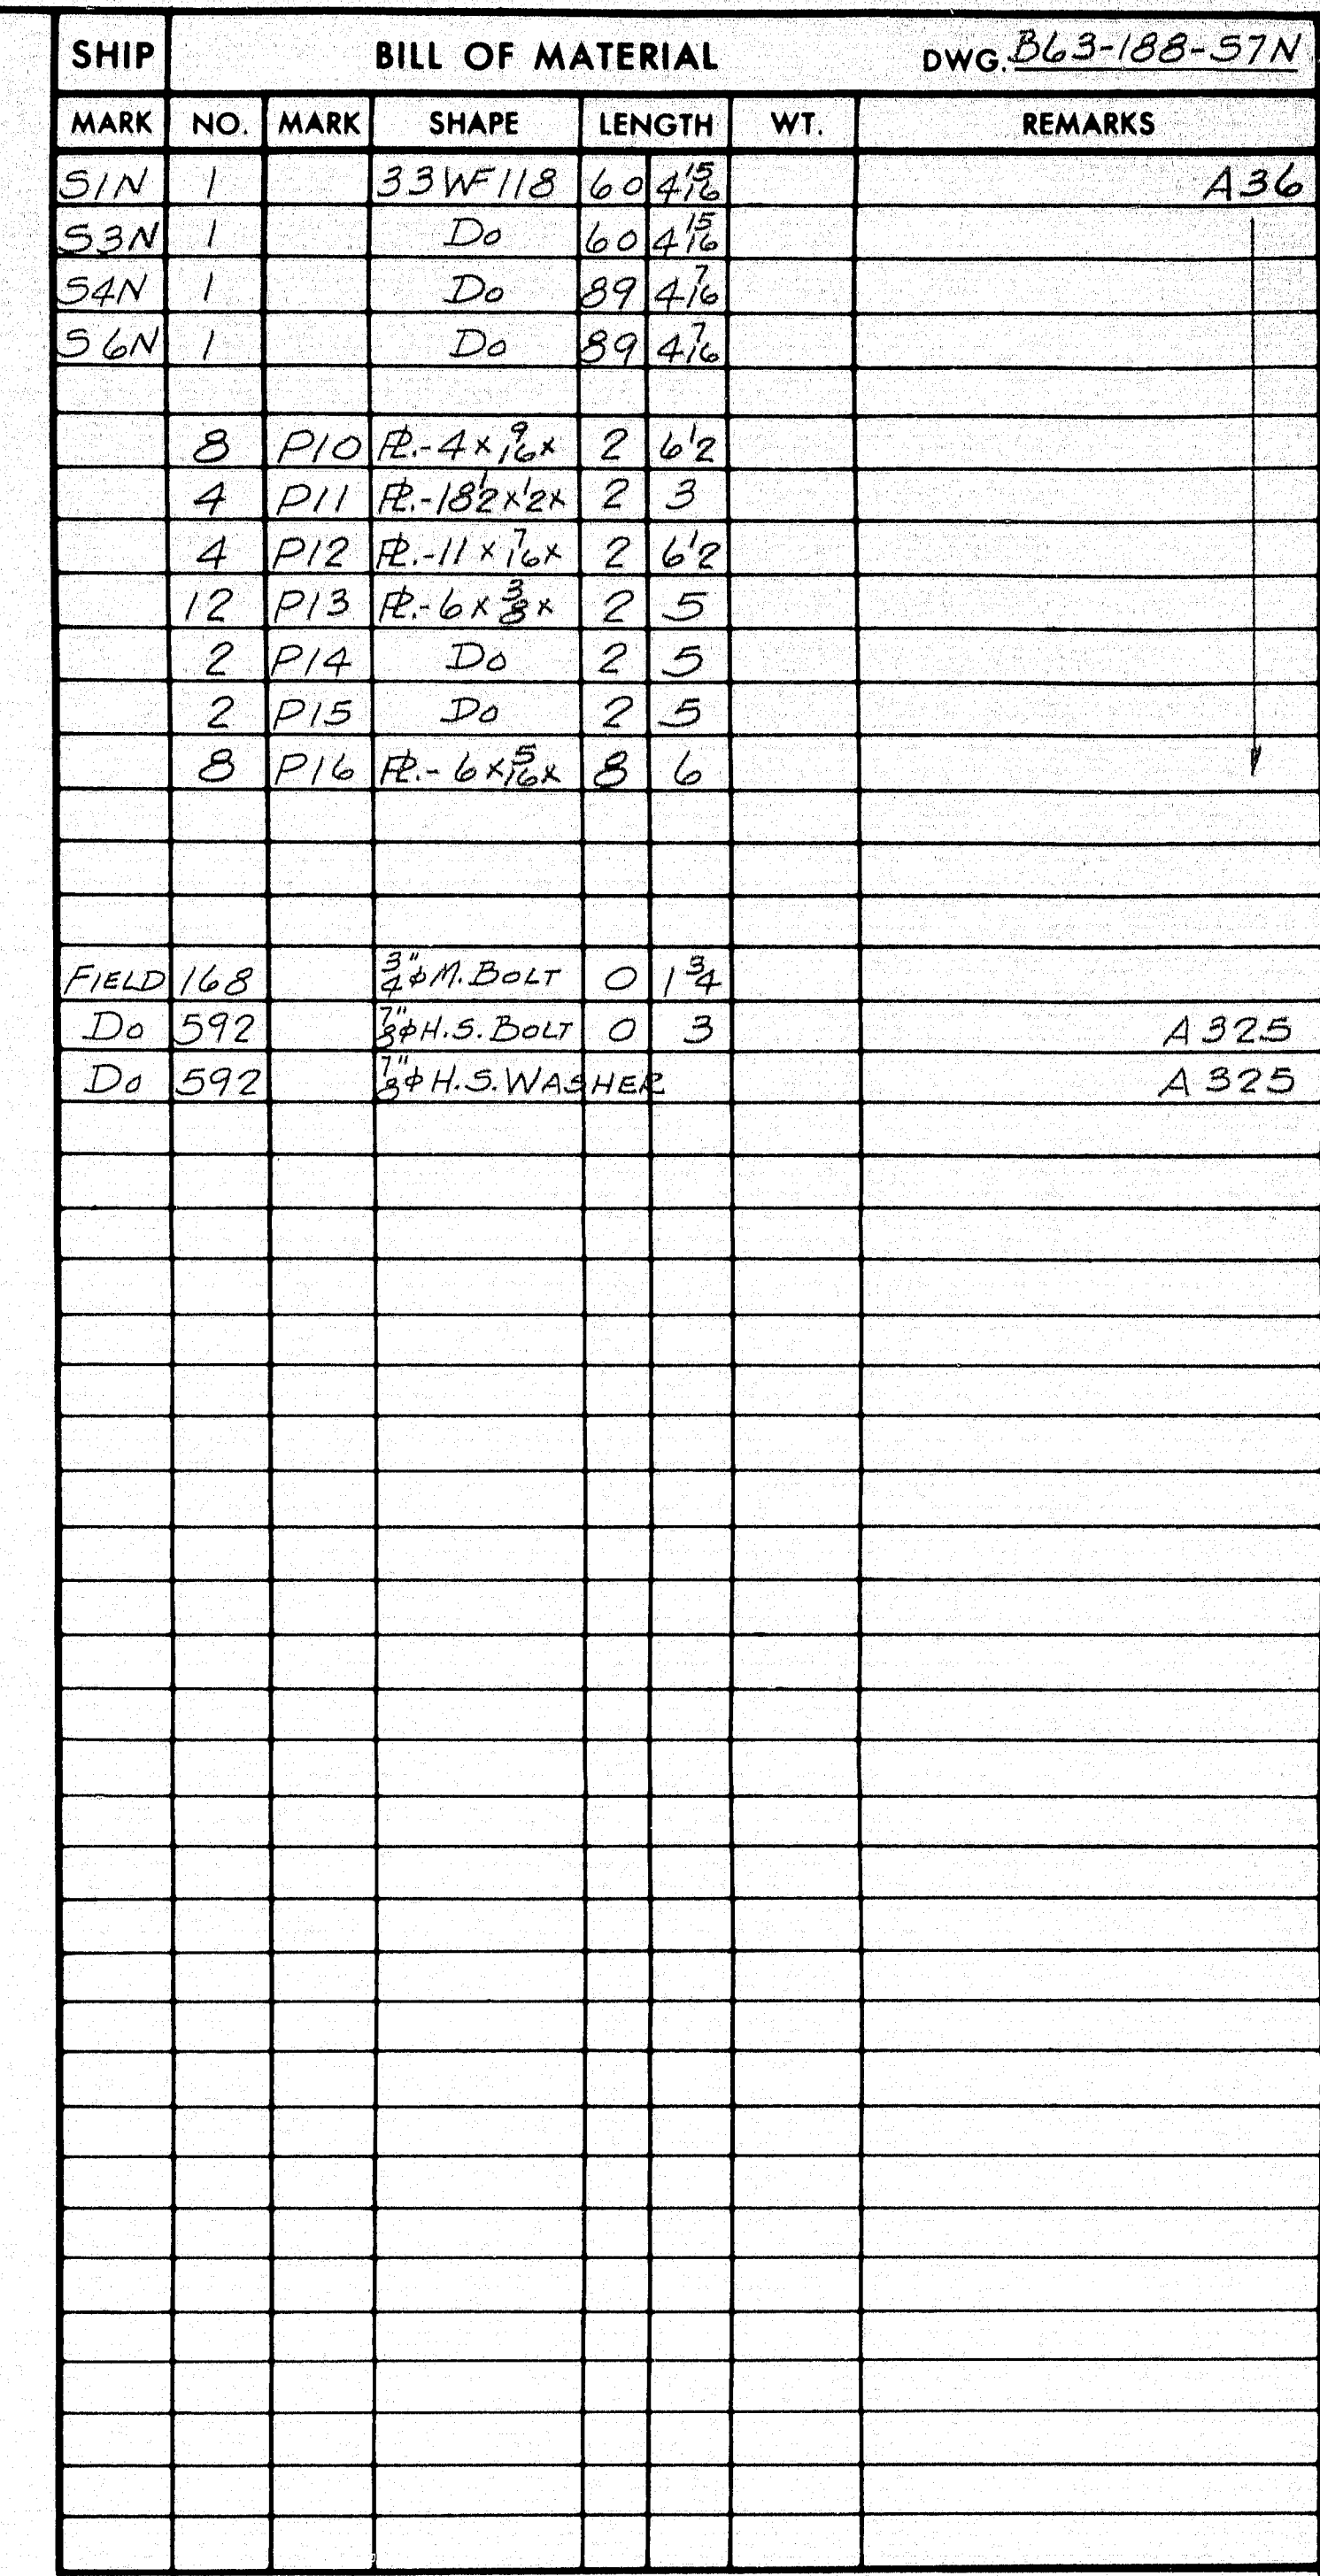 SHIP BILL OF MATERIAL DWG. B63-188-S7N
MARK NO. MARK SHAPE LENGTH WT. REMARKS
S1N 1 33WF118 60 4 15/16 A36
S3N 1 Do 60 4 15/16
S4N 1 Do 89 4 7/16
S6N 1 Do 89 4 7/16
8 P10 PL.-4 x 9/16 x 2 6 1/2
4 P11 PL.-18 1/2 x 1/2 x 2 3
4 P12 PL.-11 x 7/16 x 2 6 1/2
12 P13 PL.-6 x 3/8 x 2 5
2 P14 Do 2 5
2 P15 Do 2 5
8 P16 PL.-6 x 5/16 x 8 6
FIELD 168 3/4"φ M. BOLT 0 1 3/4
Do 592 7/8"φ H.S. BOLT 0 3 A325
Do 592 7/8"φ H.S. WASHER A325